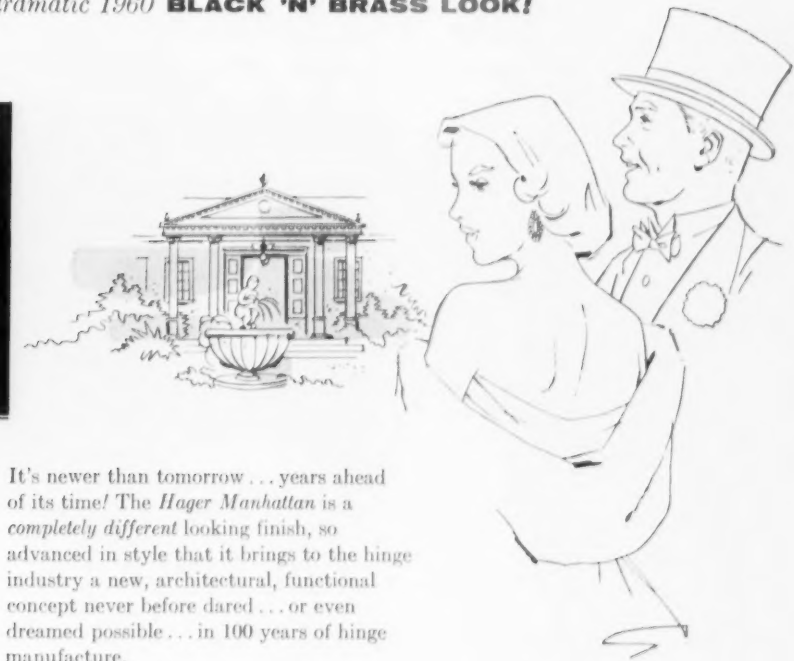 dramatic 1960 BLACK 'N' BRASS LOOK!
It's newer than tomorrow . . . years ahead
of its time! The Hager Manhattan is a
completely different looking finish, so
advanced in style that it brings to the hinge
industry a new, architectural, functional
concept never before dared . . . or even
dreamed possible . . . in 100 years of hinge
manufacture